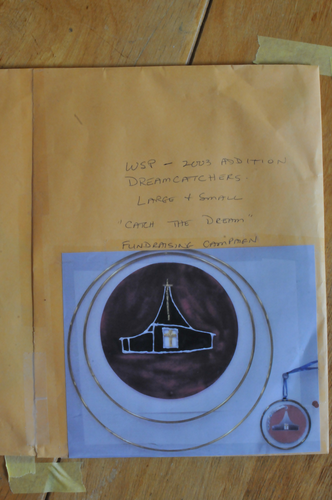 WSP - 2003 ADDITION
DREAMCATCHERS
LARGE & SMALL
"CATCH THE DREAM"
FUNDRAISING CAMPAIGN